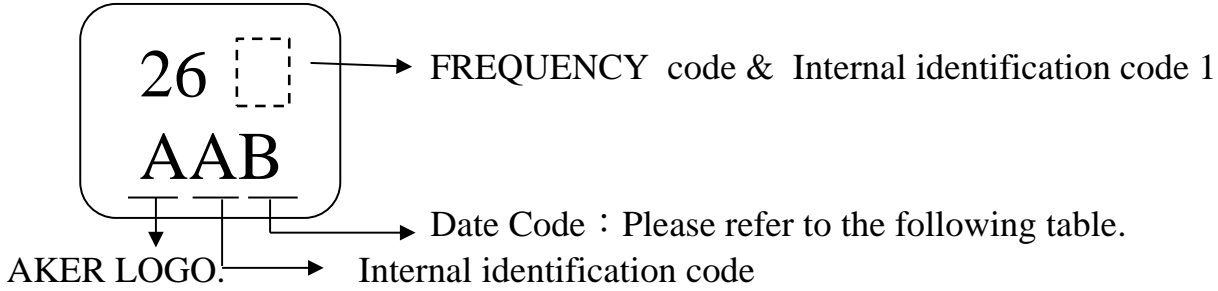 26
FREQUENCY code & Internal identification code 1
AAB
Date Code：Please refer to the following table.
AKER LOGO.
Internal identification code